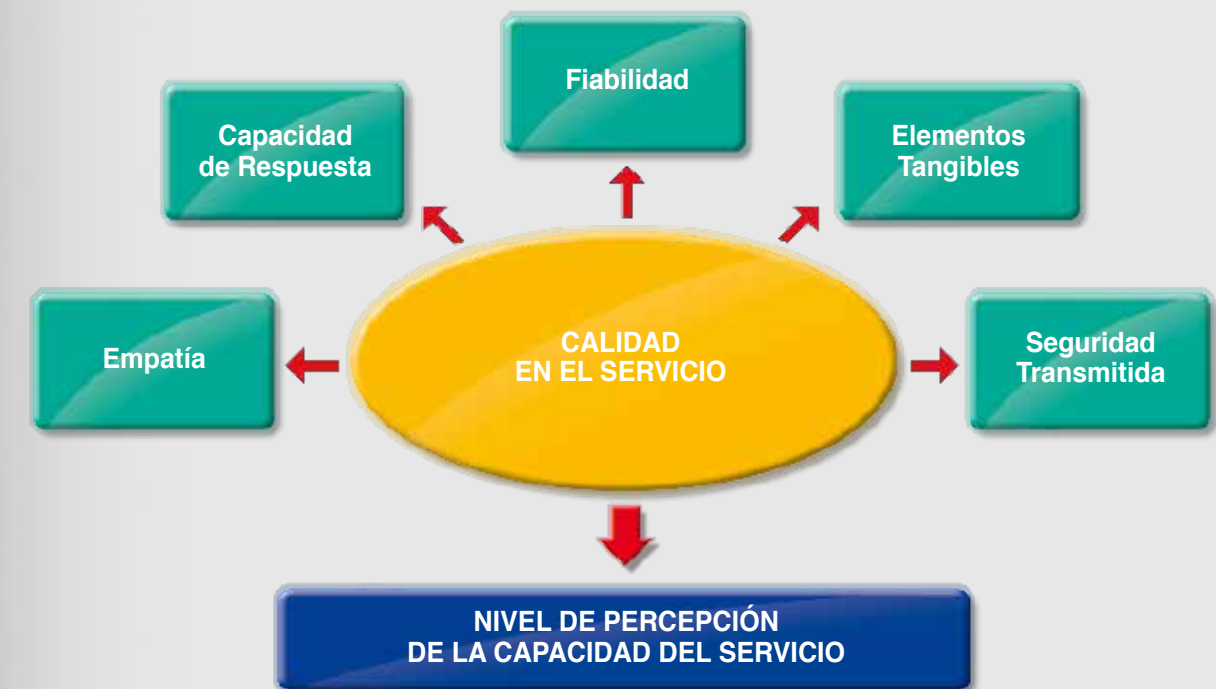 Fiabilidad
Capacidad
de Respuesta
Elementos
Tangibles
Empatía
CALIDAD
EN EL SERVICIO
Seguridad
Transmitida
NIVEL DE PERCEPCIÓN
DE LA CAPACIDAD DEL SERVICIO